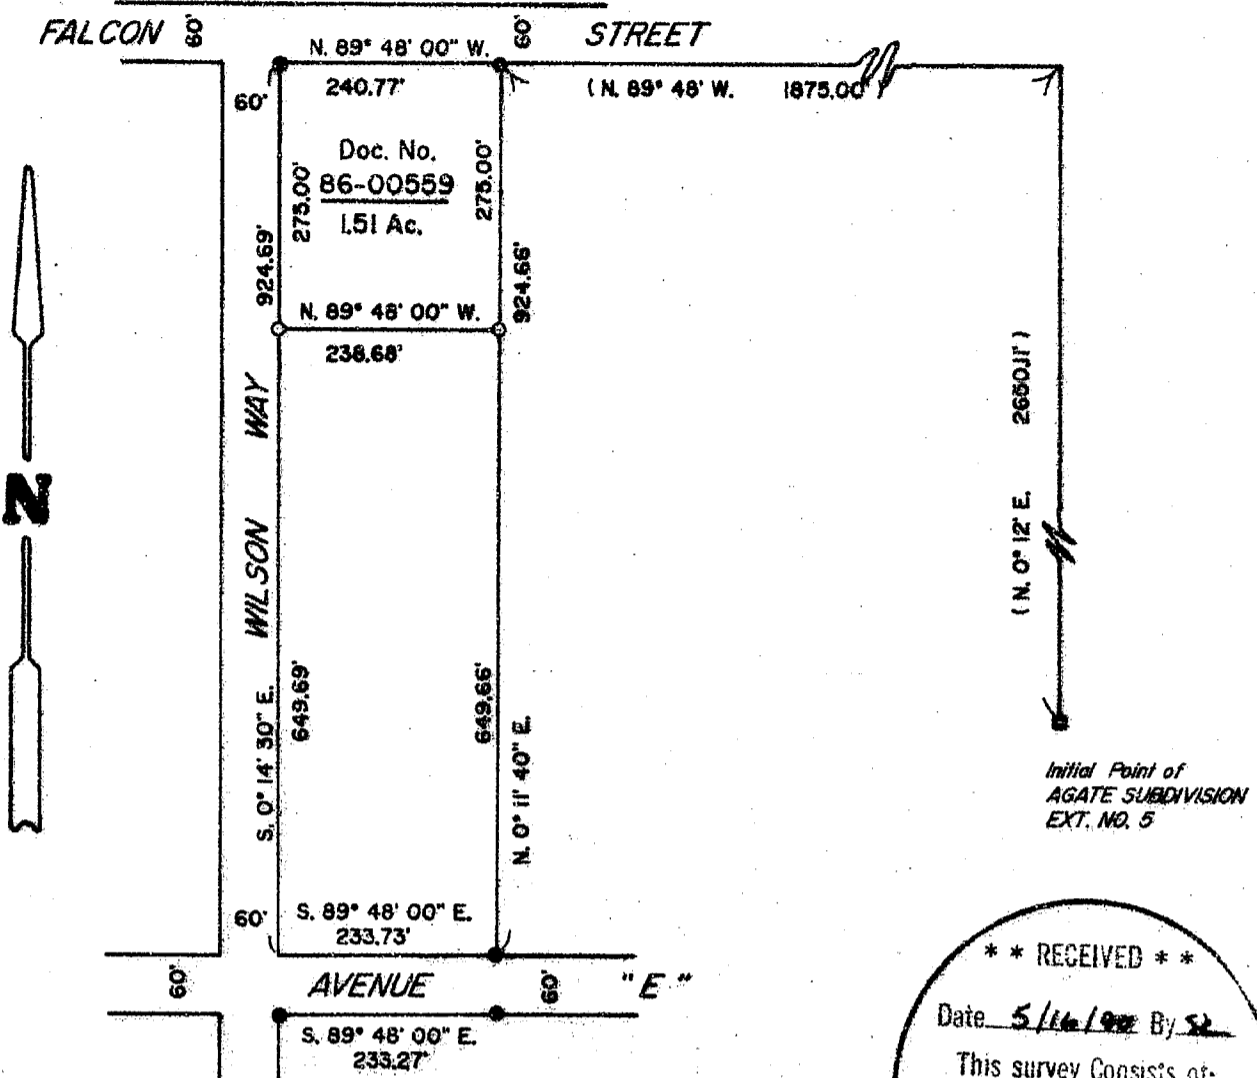 FALCON 60' 60' STREET
N. 89° 48' 00" W.
240.77'
( N. 89° 48' W. 1875.00' )
60'
Doc. No.
86-00559
1.51 Ac.
275.00'
275.00'
924.69'
924.66'
N. 89° 48' 00" W.
238.68'
WILSON WAY
N
( N. 0° 12' E. 2650.11' )
649.69'
649.66'
S. 0° 14' 30" E.
N. 0° 11' 40" E.
Initial Point of
AGATE SUBDIVISION
EXT. NO. 5
60'
S. 89° 48' 00" E.
233.73'
60' AVENUE 60' "E"
S. 89° 48' 00" E.
233.27'
* * RECEIVED * *
Date 5/16/90 By
This survey Consists of: